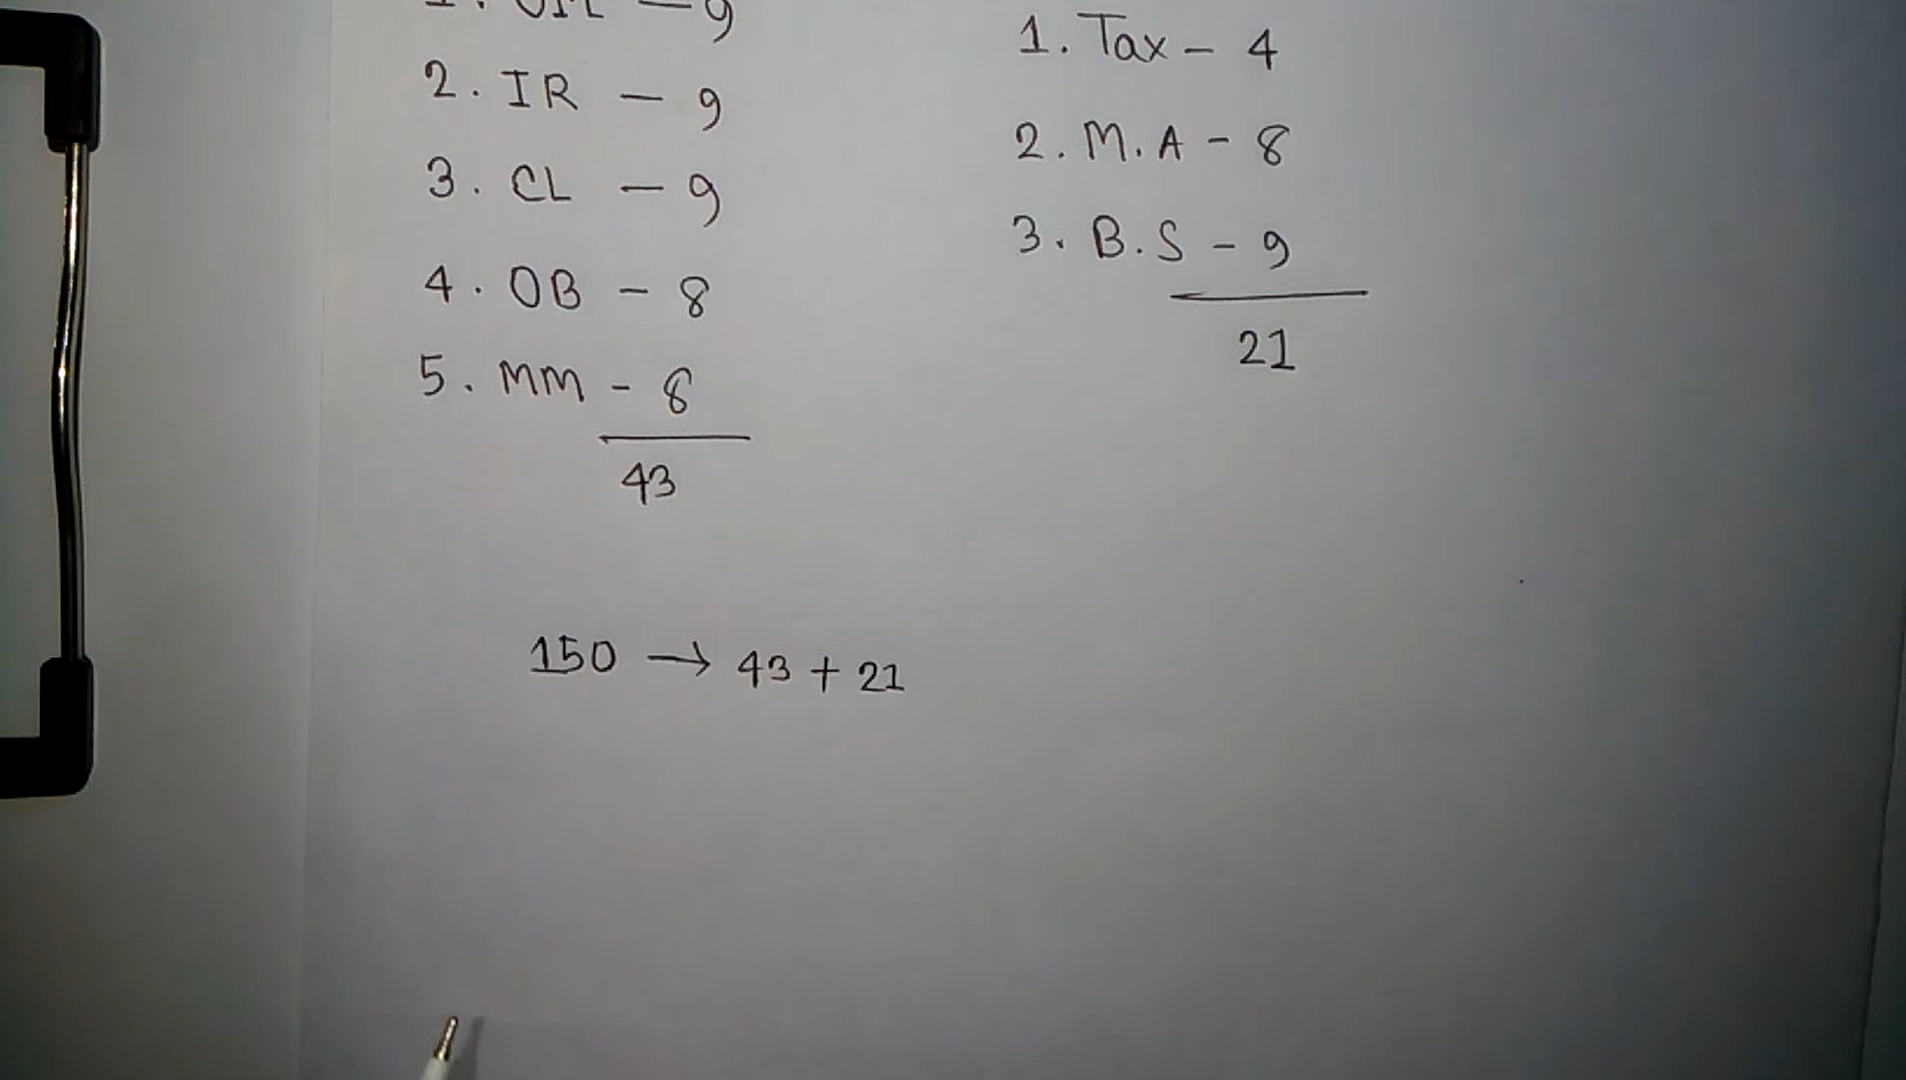 — 9
2. IR — 9
3. CL — 9
4. OB - 8
5. MM - 8
43
1. Tax - 4
2. M.A - 8
3. B.S - 9
21
150 → 43 + 21